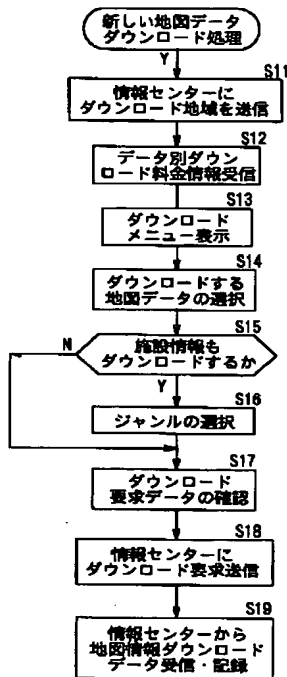 新しい地図データ
ダウンロード処理
Y
S11
情報センターに
ダウンロード地域を送信
S12
データ別ダウン
ロード料金情報受信
S13
ダウンロード
メニュー表示
S14
ダウンロードする
地図データの選択
S15
N
施設情報も
ダウンロードするか
Y
S16
ジャンルの選択
S17
ダウンロード
要求データの確認
S18
情報センターに
ダウンロード要求送信
S19
情報センターから
地図情報ダウンロード
データ受信・記録